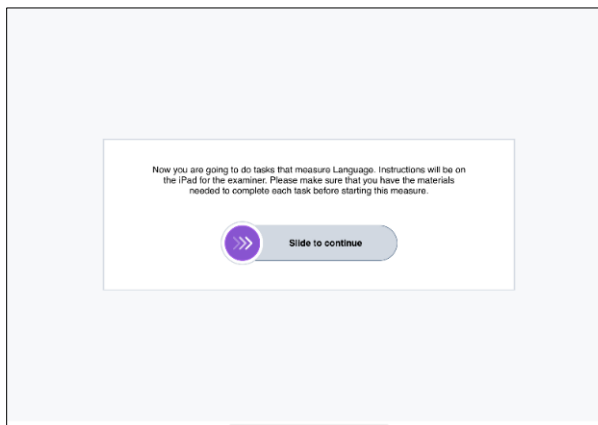 Now you are going to do tasks that measure Language. Instructions will be on
the iPad for the examiner. Please make sure that you have the materials
needed to complete each task before starting this measure.
Slide to continue